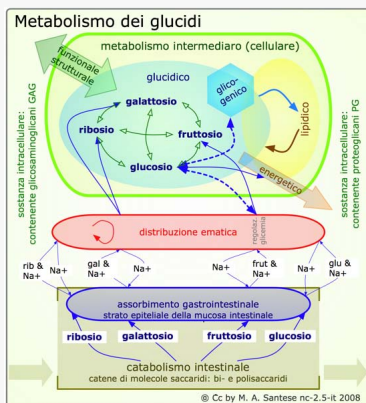 Metabolismo dei glucidi
metabolismo intermediaro (cellulare)
funzionale
strutturale
glucidico
glico-
genico
galattosio
ribosio
fruttosio
glucosio
lipidico
energetico
sostanza intracellulare:
contenente glicosaminoglicani GAG
sostanza intracellulare:
contenente proteoglicani PG
distribuzione ematica
regolaz.
glicemia
rib &
Na+
Na+
gal &
Na+
Na+
frut &
Na+
Na+
glu &
Na+
assorbimento gastrointestinale
strato epiteliale della mucosa intestinale
ribosio
galattosio
fruttosio
glucosio
catabolismo intestinale
catene di molecole saccaridi: bi- e polisaccaridi
© Cc by M. A. Santese nc-2.5-it 2008